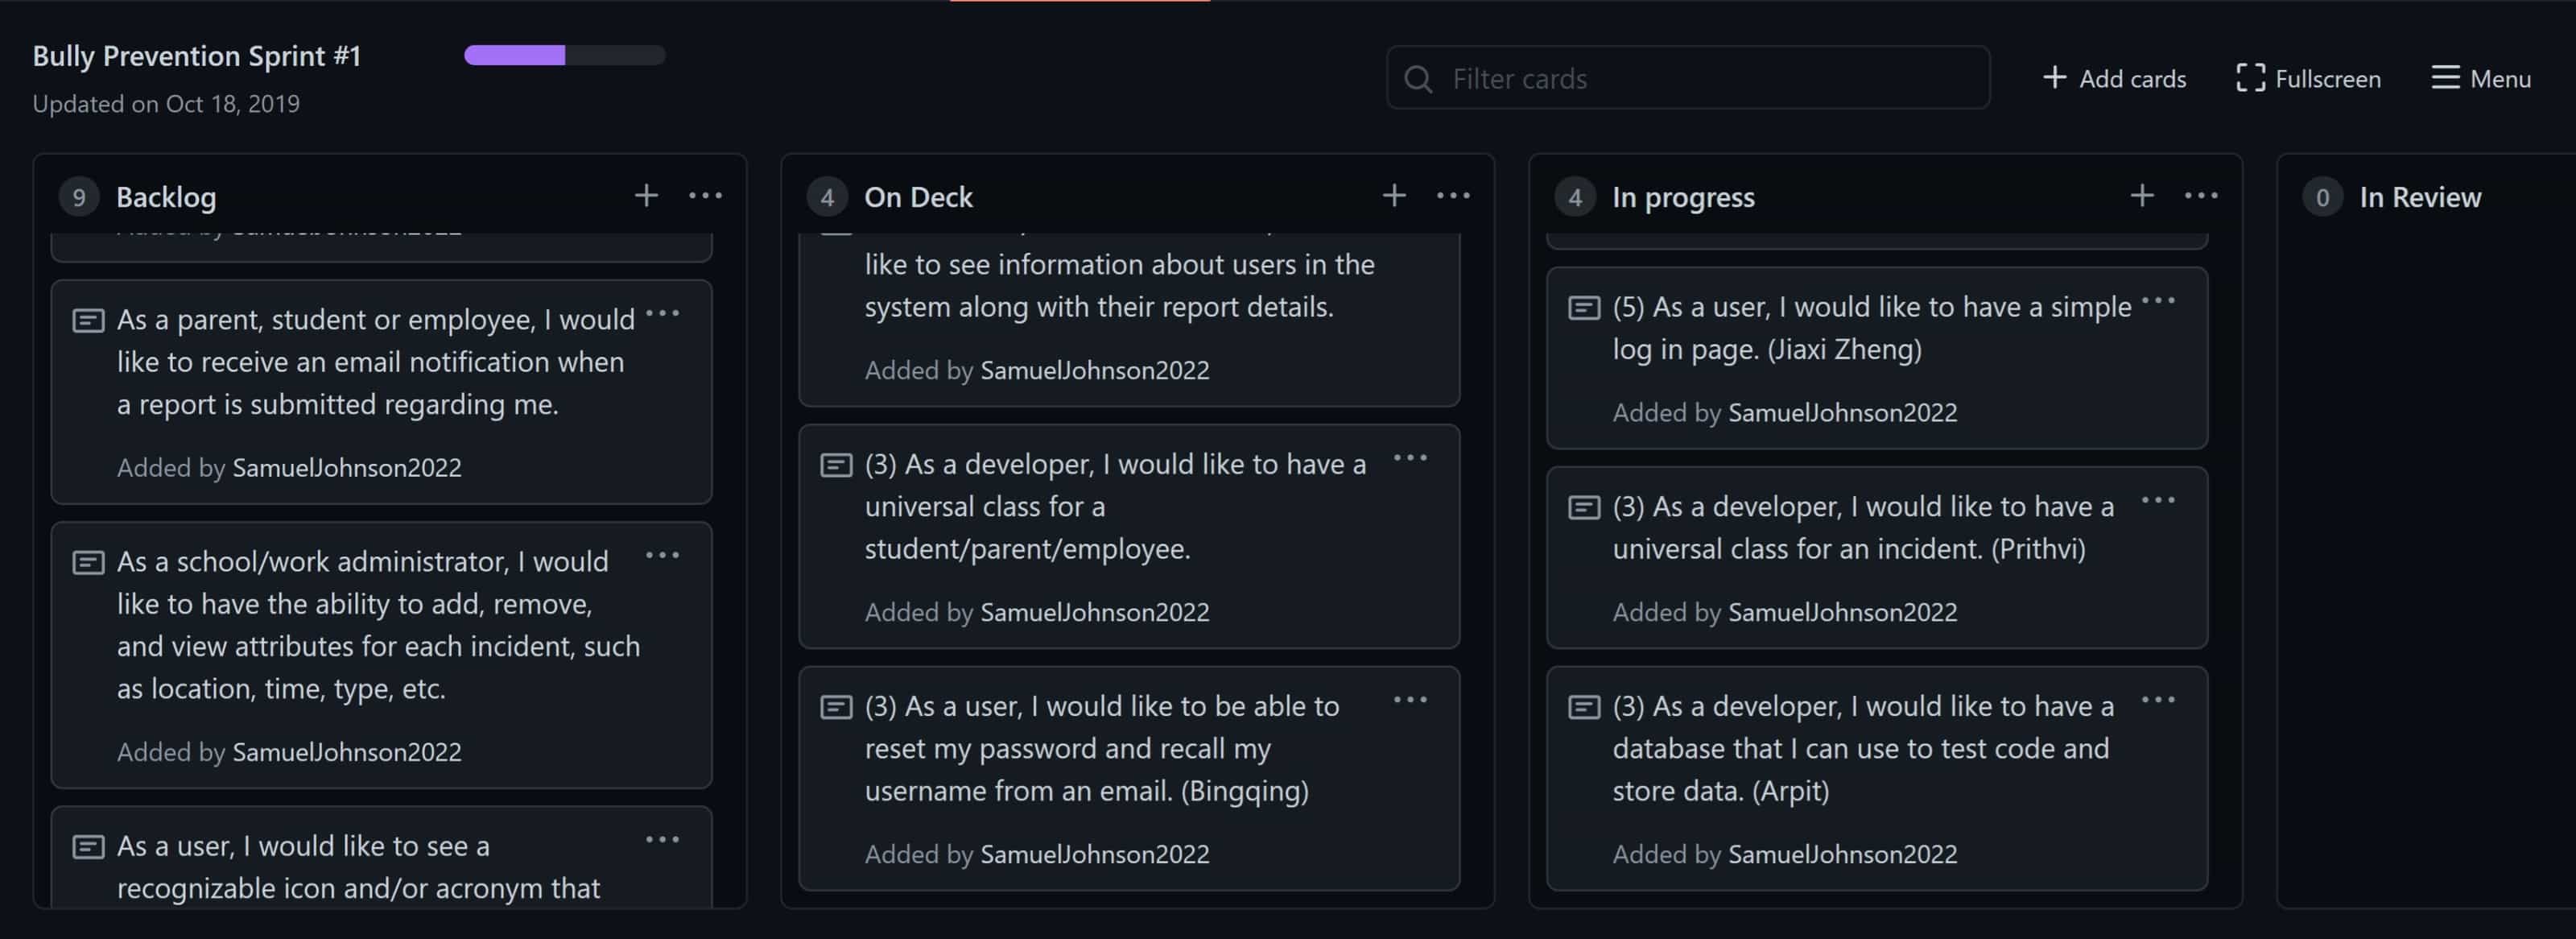 Bully Prevention Sprint #1
Updated on Oct 18, 2019
Filter cards
Add cards
Fullscreen
Menu
9 Backlog
Added by SamuelJohnson2022
As a parent, student or employee, I would
like to receive an email notification when
a report is submitted regarding me.
Added by SamuelJohnson2022
As a school/work administrator, I would
like to have the ability to add, remove,
and view attributes for each incident, such
as location, time, type, etc.
Added by SamuelJohnson2022
As a user, I would like to see a
recognizable icon and/or acronym that
4 On Deck
like to see information about users in the
system along with their report details.
Added by SamuelJohnson2022
(3) As a developer, I would like to have a
universal class for a
student/parent/employee.
Added by SamuelJohnson2022
(3) As a user, I would like to be able to
reset my password and recall my
username from an email. (Bingqing)
Added by SamuelJohnson2022
4 In progress
(5) As a user, I would like to have a simple
log in page. (Jiaxi Zheng)
Added by SamuelJohnson2022
(3) As a developer, I would like to have a
universal class for an incident. (Prithvi)
Added by SamuelJohnson2022
(3) As a developer, I would like to have a
database that I can use to test code and
store data. (Arpit)
Added by SamuelJohnson2022
0 In Review